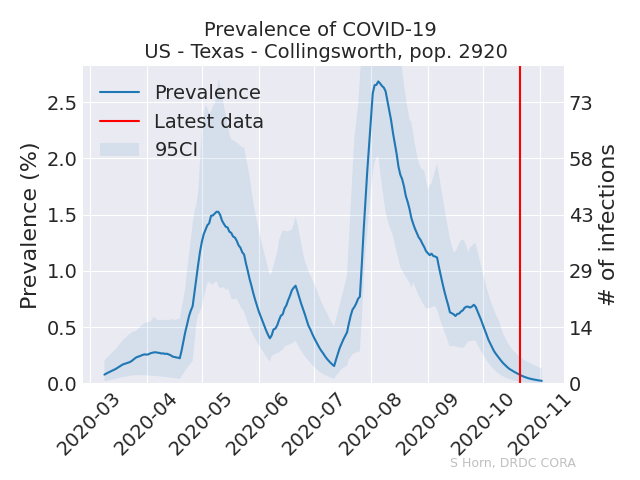 Prevalence of COVID-19
US - Texas - Collingsworth, pop. 2920
Prevalence
Latest data
95CI
Prevalence (%)
2.5
2.0
1.5
1.0
0.5
0.0
# of infections
73
58
43
29
14
0
2020-03
2020-04
2020-05
2020-06
2020-07
2020-08
2020-09
2020-10
2020-11
S Horn, DRDC CORA